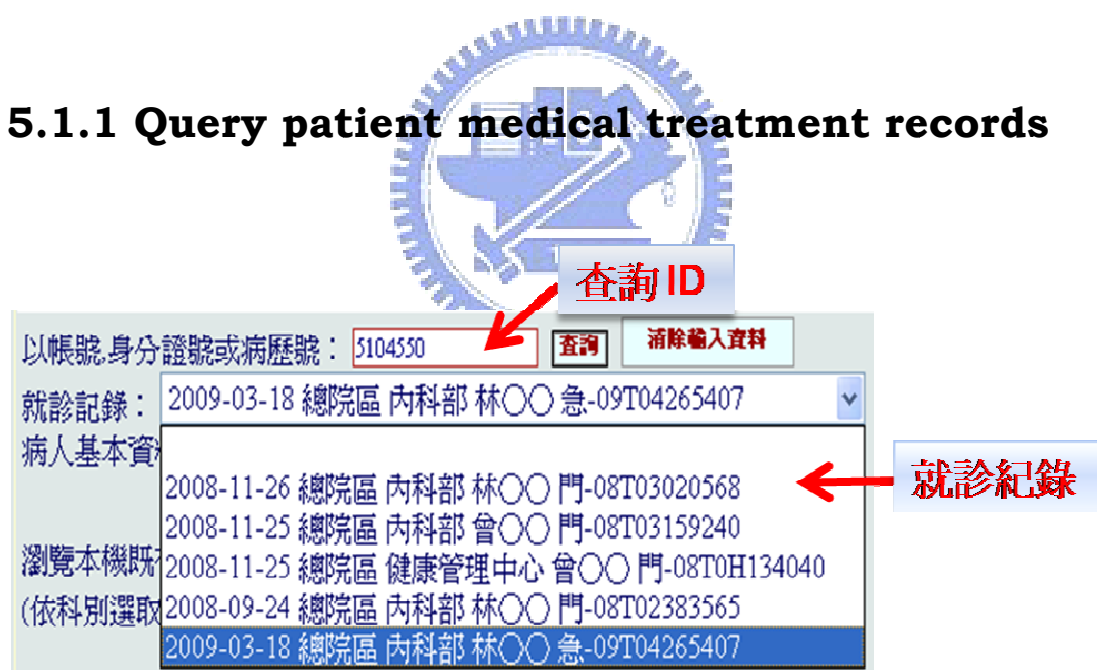 5.1.1 Query patient medical treatment records
查詢 ID
以帳號,身分證號或病歷號： 5104550 查詢 清除輸入資料
就診記錄： 2009-03-18 總院區 內科部 林○○ 急-09T04265407
病人基本資
2008-11-26 總院區 內科部 林○○ 門-08T03020568
就診紀錄
2008-11-25 總院區 內科部 曾○○ 門-08T03159240
瀏覽本機既
2008-11-25 總院區 健康管理中心 曾○○ 門-08T0H134040
(依科別選取 2008-09-24 總院區 內科部 林○○ 門-08T02383565
2009-03-18 總院區 內科部 林○○ 急-09T04265407